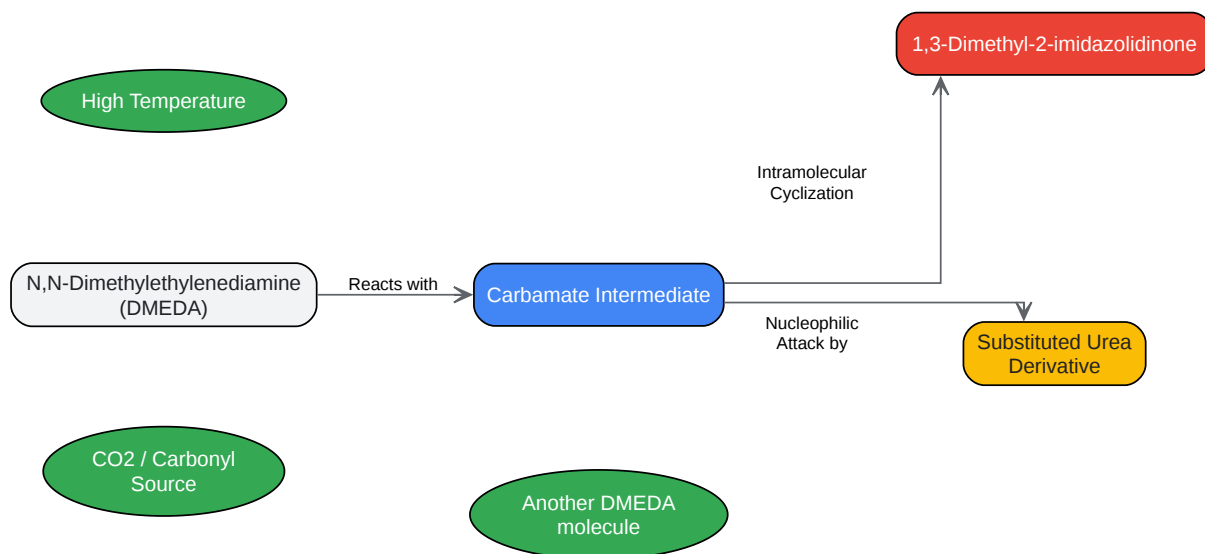 1,3-Dimethyl-2-imidazolidinone
High Temperature
Intramolecular
Cyclization
N,N-Dimethylethylenediamine
(DMEDA)
Reacts with
Carbamate Intermediate
Nucleophilic
Attack by
Substituted Urea
Derivative
CO2 / Carbonyl
Source
Another DMEDA
molecule